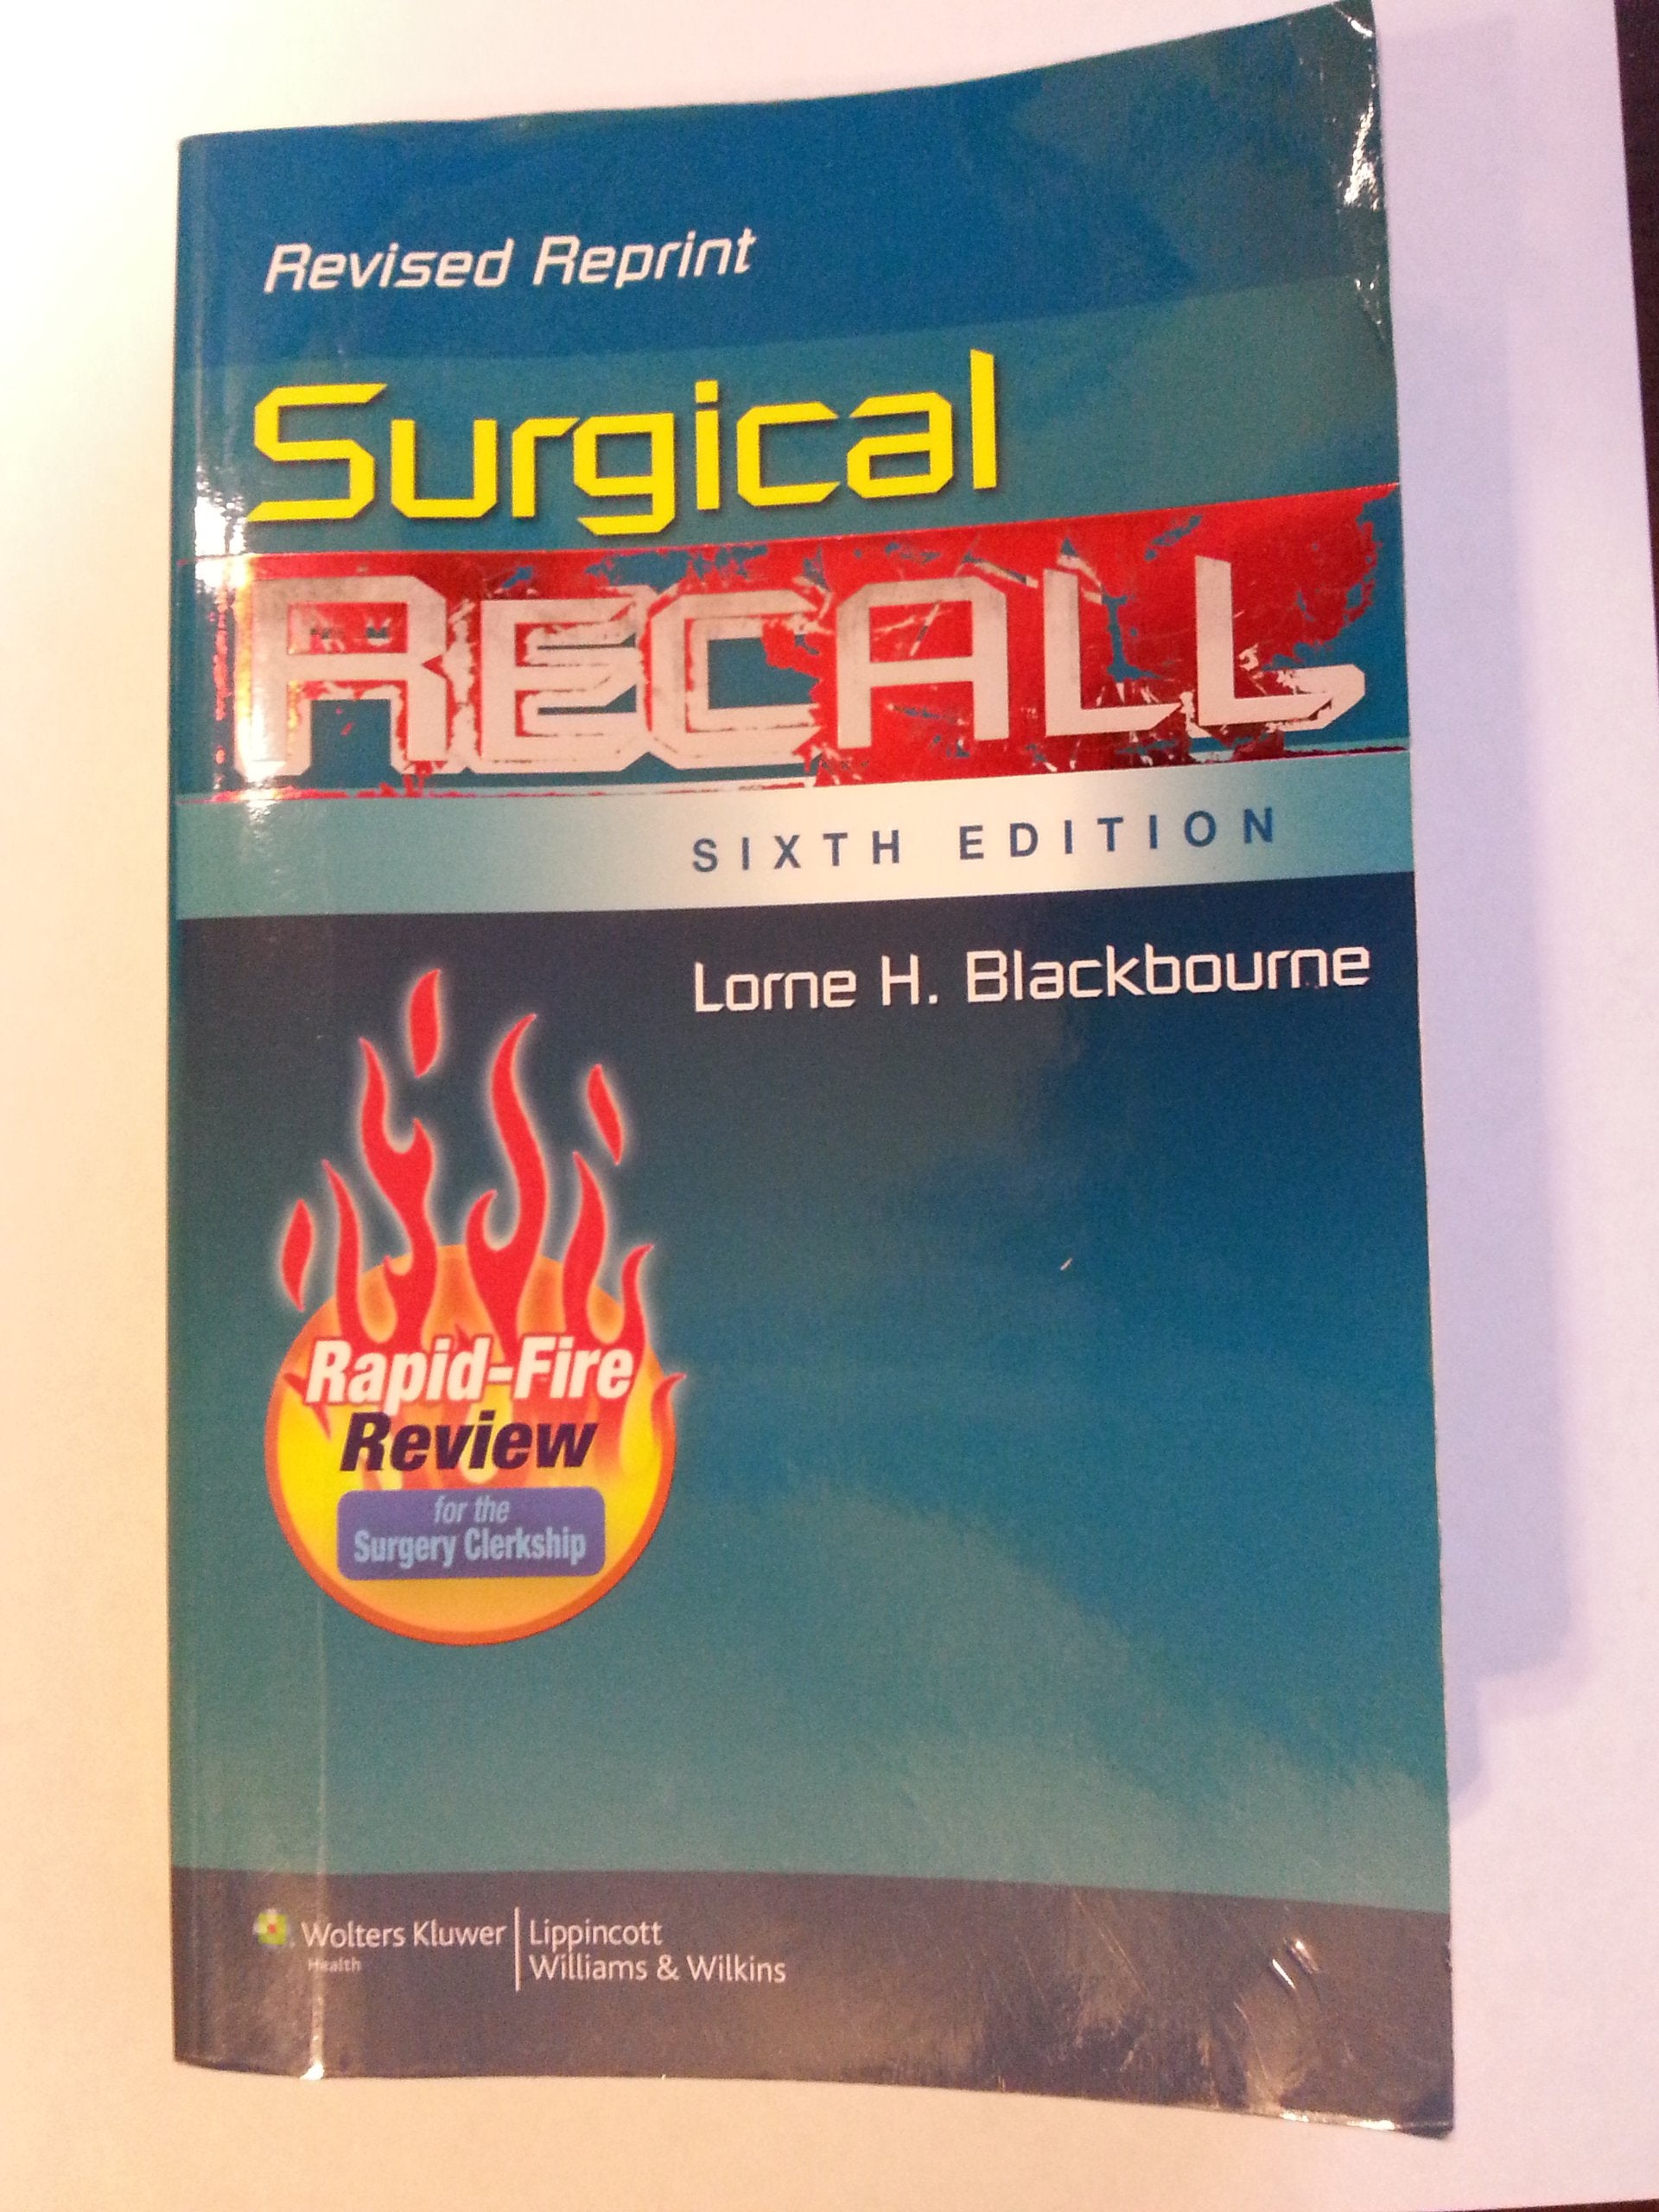 Revised Reprint
Surgical
RECALL
SIXTH EDITION
Lorne H. Blackbourne
Rapid-Fire
Review
for the
Surgery Clerkship
Wolters Kluwer
Health
Lippincott
Williams & Wilkins